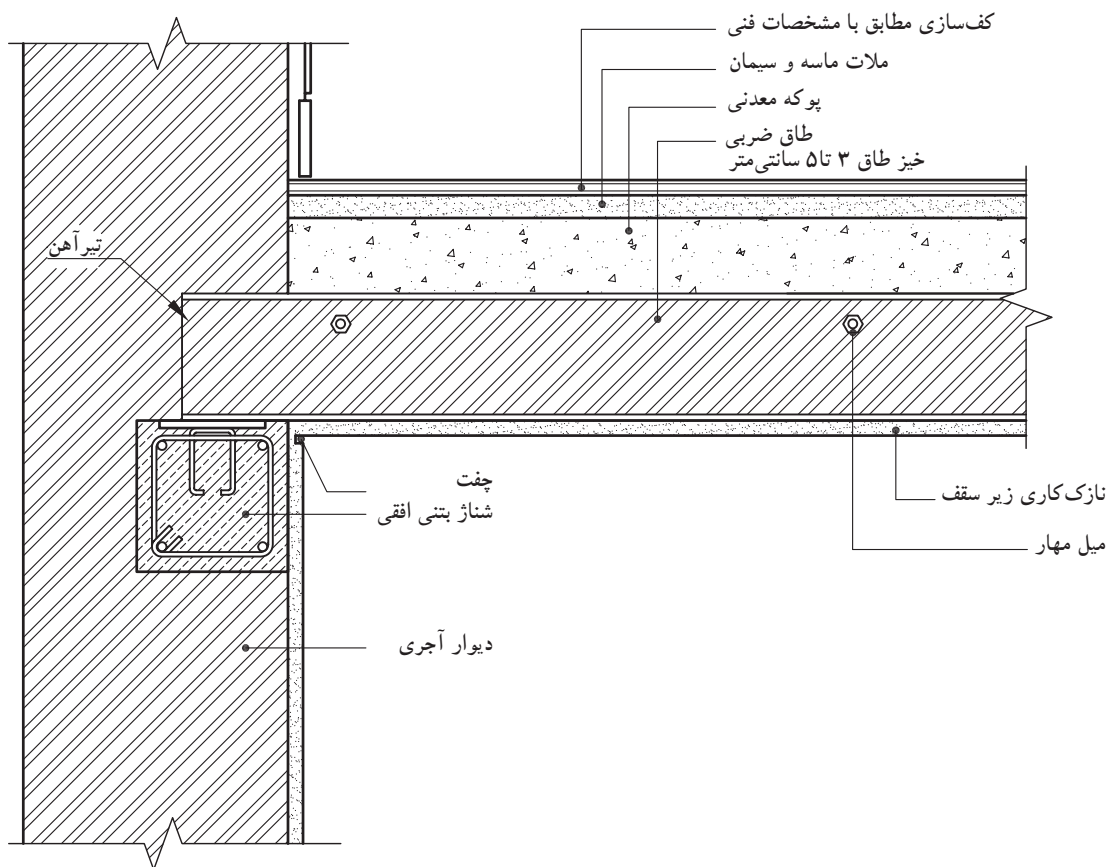 کف‌سازی مطابق با مشخصات فنی
ملات ماسه و سیمان
پوکه معدنی
طاق ضربی
خیز طاق ۳ تا۵ سانتی‌متر
تیرآهن
چفت
شناژ بتنی افقی
نازک‌کاری زیر سقف
میل مهار
دیوار آجری